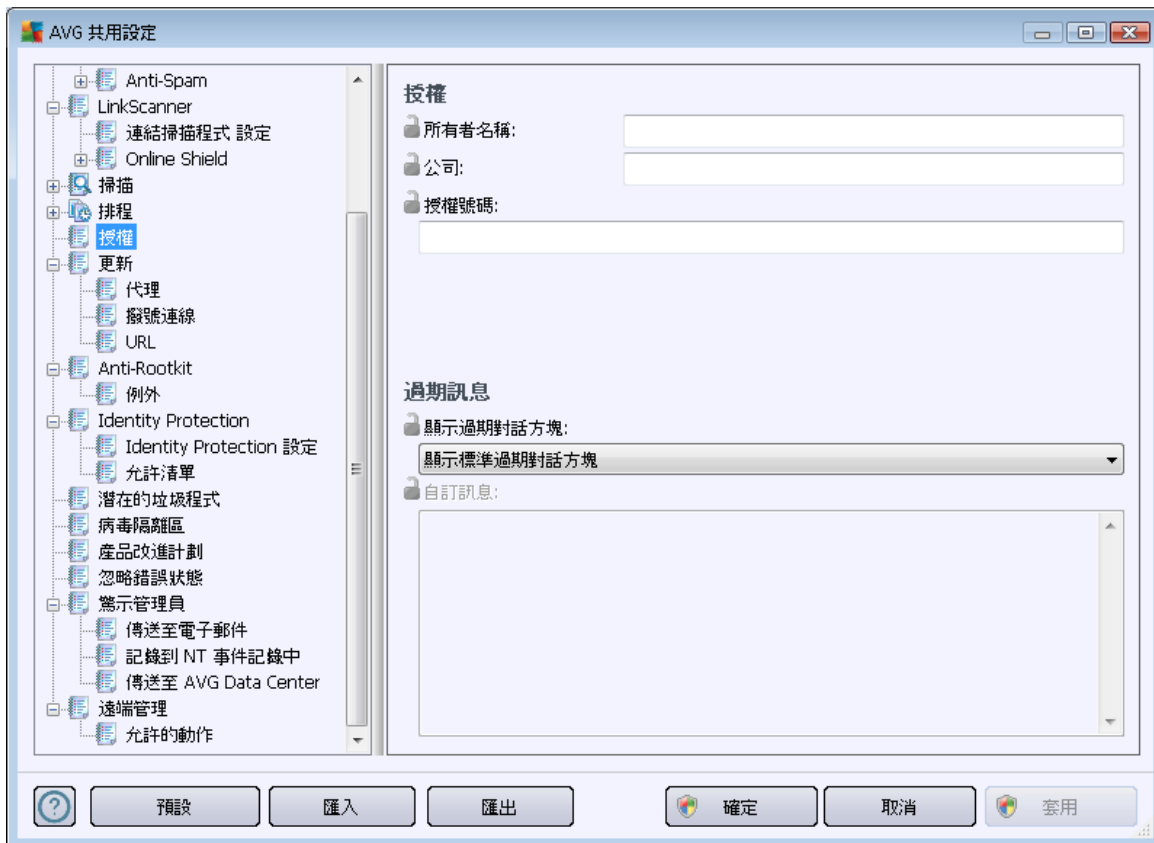 AVG 共用設定
Anti-Spam
LinkScanner
連結掃描程式 設定
Online Shield
掃描
排程
授權
更新
代理
撥號連線
URL
Anti-Rootkit
例外
Identity Protection
Identity Protection 設定
允許清單
潛在的垃圾程式
病毒隔離區
產品改進計劃
忽略錯誤狀態
驚示管理員
傳送至電子郵件
記錄到 NT 事件記錄中
傳送至 AVG Data Center
遠端管理
允許的動作
授權
所有者名稱:
公司:
授權號碼:
過期訊息
顯示過期對話方塊:
顯示標準過期對話方塊
自訂訊息:
預設
匯入
匯出
確定
取消
套用